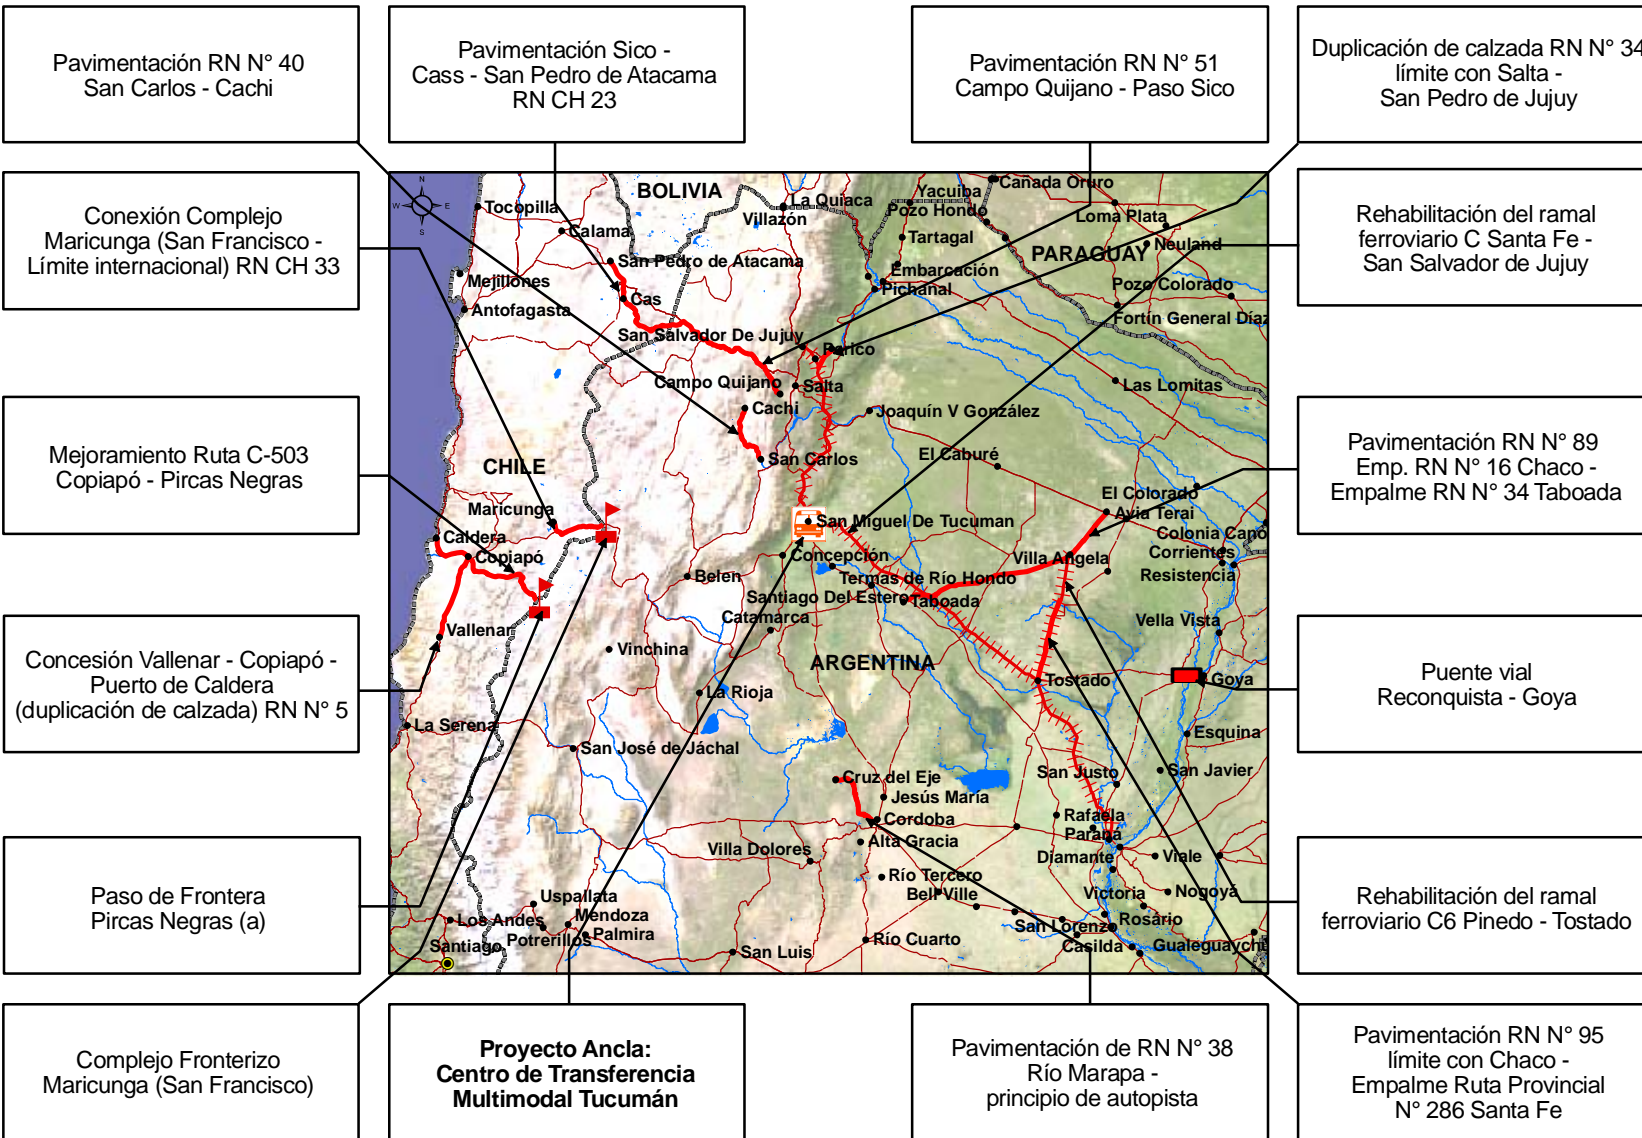 Pavimentación RN N° 40
San Carlos - Cachi
Pavimentación Sico -
Cass - San Pedro de Atacama
RN CH 23
Pavimentación RN N° 51
Campo Quijano - Paso Sico
Duplicación de calzada RN N° 34
límite con Salta -
San Pedro de Jujuy
Conexión Complejo
Maricunga (San Francisco -
Límite internacional) RN CH 33
Mejoramiento Ruta C-503
Copiapó - Pircas Negras
Concesión Vallenar - Copiapó -
Puerto de Caldera
(duplicación de calzada) RN N° 5
Paso de Frontera
Pircas Negras (a)
Complejo Fronterizo
Maricunga (San Francisco)
N
W
E
S
BOLIVIA
Tocopilla
Calama
Villazón
La Quiaca
Yacuiba
Pozo Hondo
Cañada Oruro
Loma Plata
Tartagal
PARAGUAY
Neuland
San Pedro de Atacama
Embarcación
Pichanal
Mejillones
Cas
Antofagasta
Pozo Colorado
Fortín General Díaz
San Salvador De Jujuy
Perico
Campo Quijano
Salta
Las Lomitas
Cachi
Joaquín V González
San Carlos
El Caburé
CHILE
Maricunga
El Colorado
Avia Terai
San Miguel De Tucuman
Colonia Cano
Caldera
Copiapó
Concepción
Villa Angela
Corrientes
Resistencia
Belen
Termas de Río Hondo
Santiago Del Estero
Taboada
Catamarca
Vella Vista
Vallenar
Vinchina
ARGENTINA
La Rioja
Tostado
Goya
La Serena
San José de Jáchal
Esquina
San Justo
San Javier
Cruz del Eje
Jesús María
Cordoba
Rafaela
Paraná
Alta Gracia
Villa Dolores
Diamante
Viale
Río Tercero
Bell Ville
Victoria
Nogoyá
Uspallata
Los Andes
Mendoza
Potrerillos
Palmira
San Lorenzo
Rosário
Santiago
San Luis
Río Cuarto
Casilda
Gualeguaychú
Rehabilitación del ramal
ferroviario C Santa Fe -
San Salvador de Jujuy
Pavimentación RN N° 89
Emp. RN N° 16 Chaco -
Empalme RN N° 34 Taboada
Puente vial
Reconquista - Goya
Rehabilitación del ramal
ferroviario C6 Pinedo - Tostado
Proyecto Ancla:
Centro de Transferencia
Multimodal Tucumán
Pavimentación de RN N° 38
Río Marapa -
principio de autopista
Pavimentación RN N° 95
límite con Chaco -
Empalme Ruta Provincial
N° 286 Santa Fe